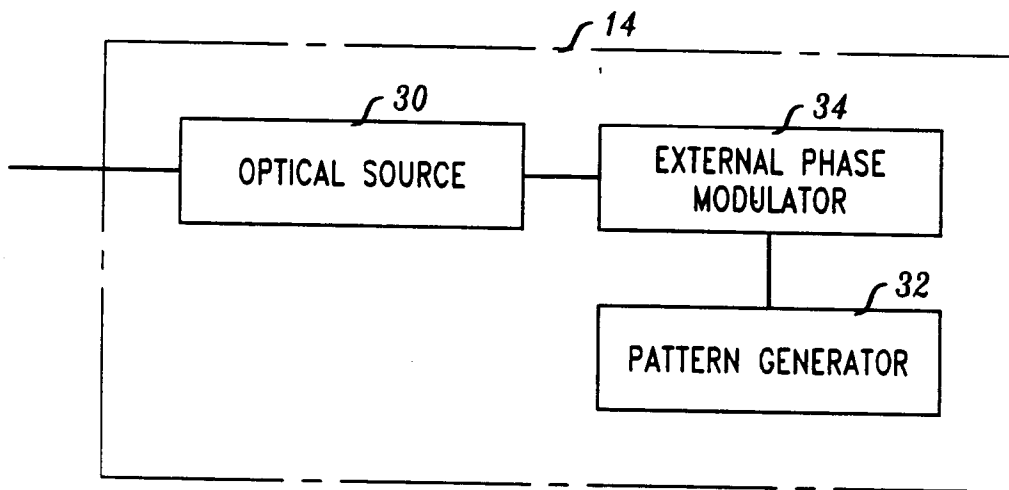 14
30
OPTICAL SOURCE
34
EXTERNAL PHASE
MODULATOR
32
PATTERN GENERATOR